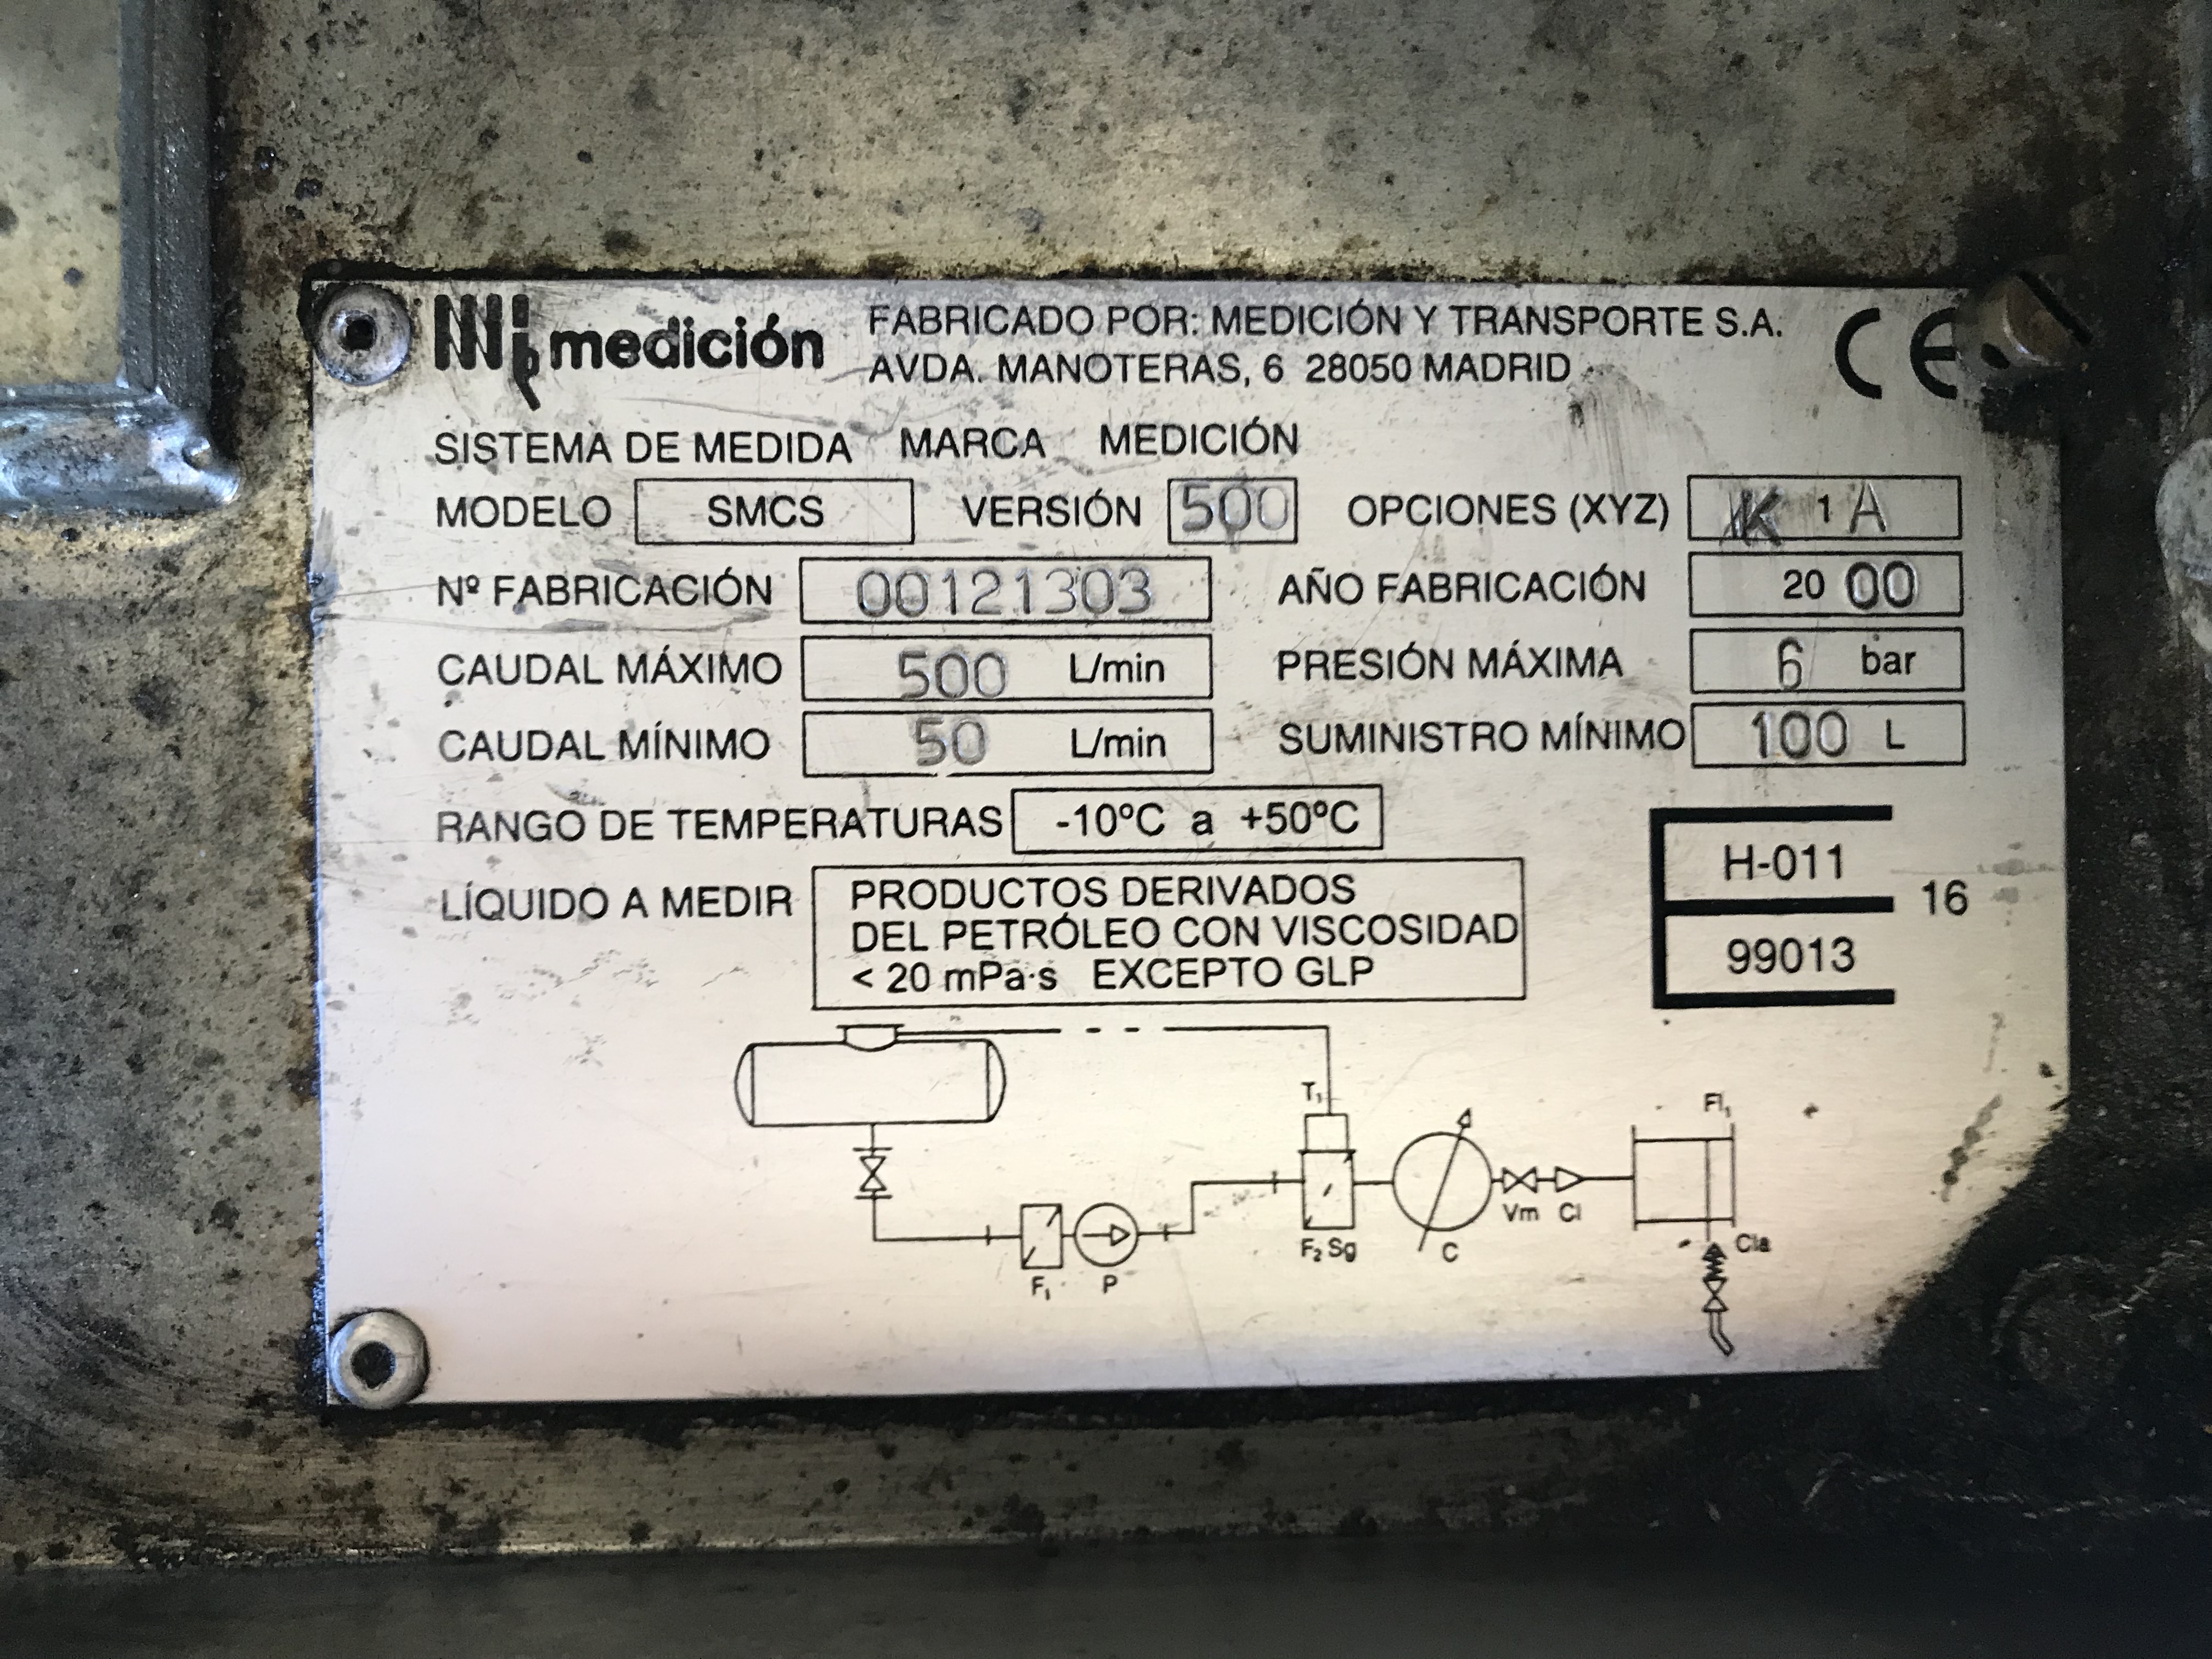 medición
FABRICADO POR: MEDICIÓN Y TRANSPORTE S.A.
AVDA. MANOTERAS, 6 28050 MADRID
CE
SISTEMA DE MEDIDA MARCA MEDICIÓN
MODELO SMCS VERSIÓN 500 OPCIONES (XYZ) K 1 A
Nº FABRICACIÓN 00121303 AÑO FABRICACIÓN 20 00
CAUDAL MÁXIMO 500 L/min PRESIÓN MÁXIMA 6 bar
CAUDAL MÍNIMO 50 L/min SUMINISTRO MÍNIMO 100 L
RANGO DE TEMPERATURAS -10ºC a +50ºC
LÍQUIDO A MEDIR PRODUCTOS DERIVADOS
DEL PETRÓLEO CON VISCOSIDAD
< 20 mPa·s EXCEPTO GLP
H-011
16
99013
T₁
Fl₁
Vm Cl
F₂ Sg C Cla
F₁ P